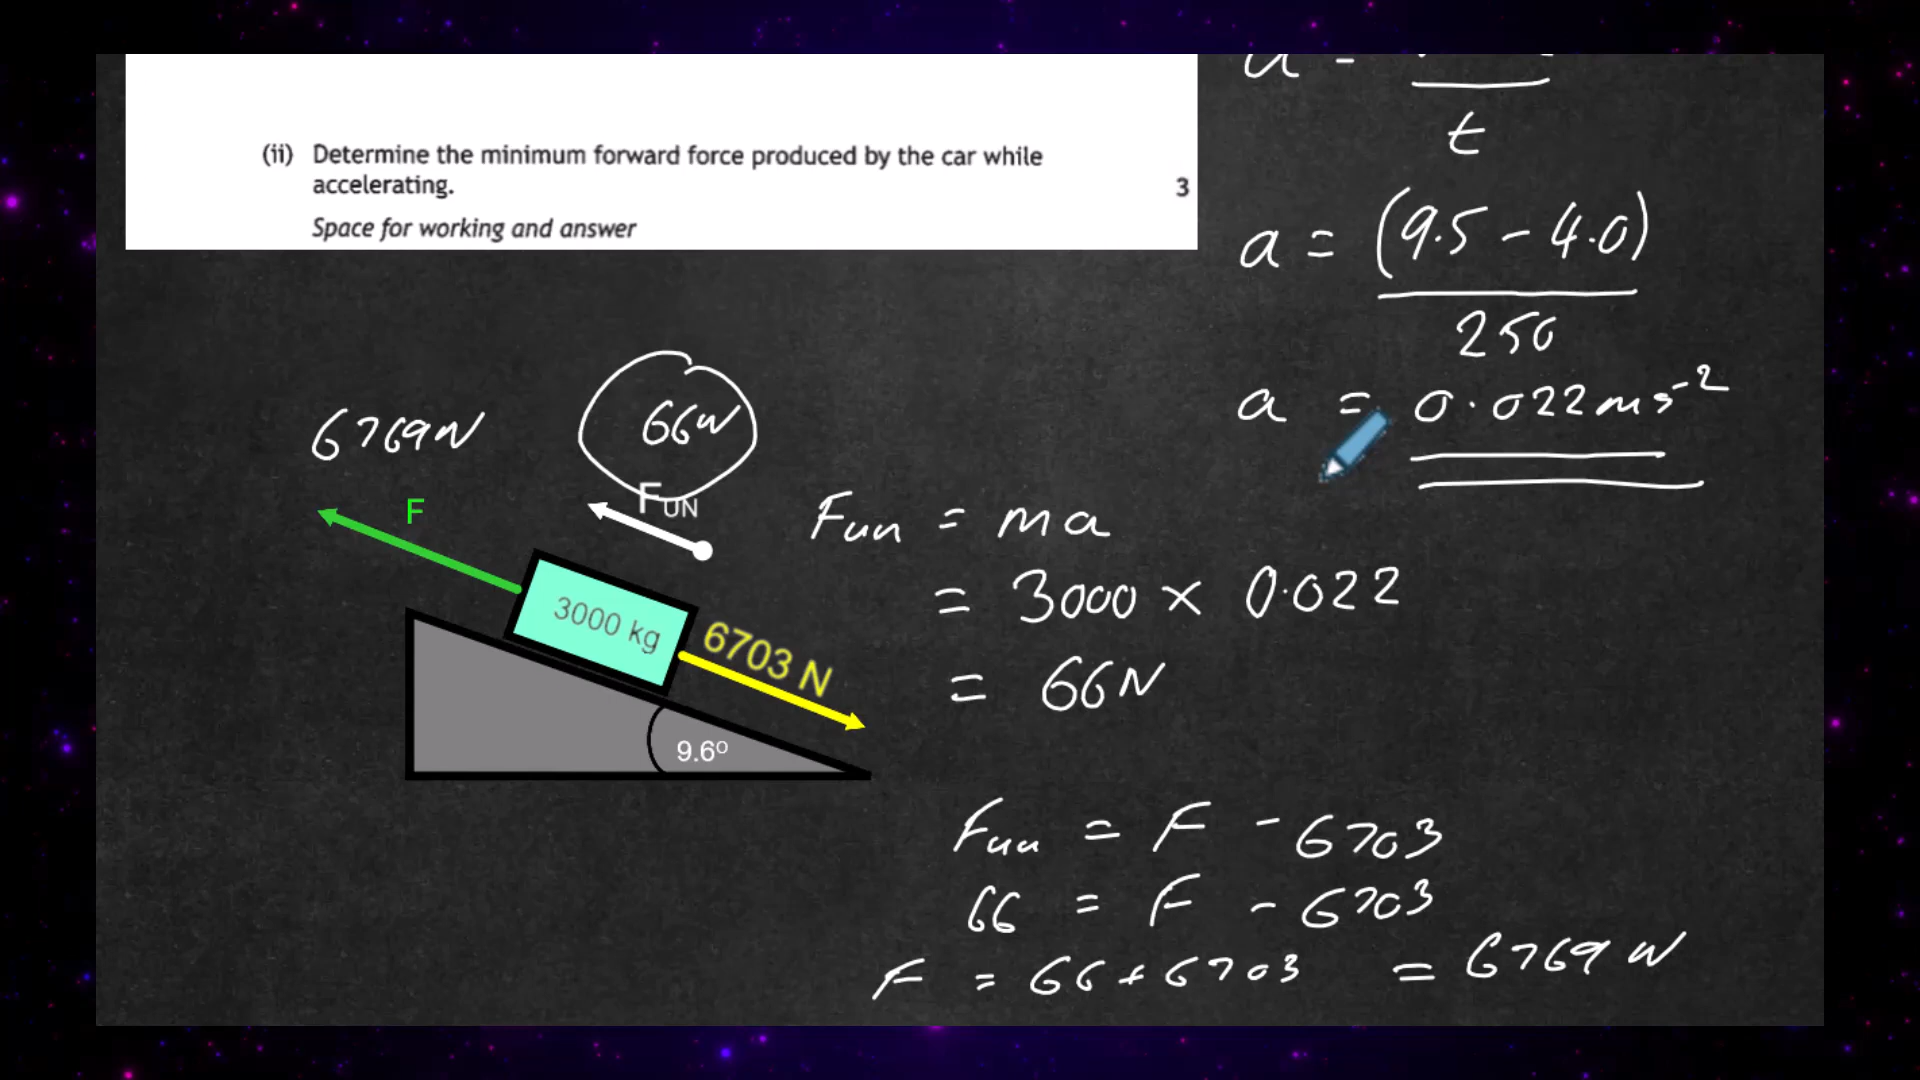 (ii) Determine the minimum forward force produced by the car while
accelerating.
3
Space for working and answer
t
a = (9.5 - 4.0)
250
a = 0.022ms-2
6769N
66N
F
FUN
3000 kg
6703 N
9.6º
Fun = ma
= 3000 × 0.022
= 66N
Fun = F - 6703
66 = F - 6703
F = 66 + 6703 = 6769N